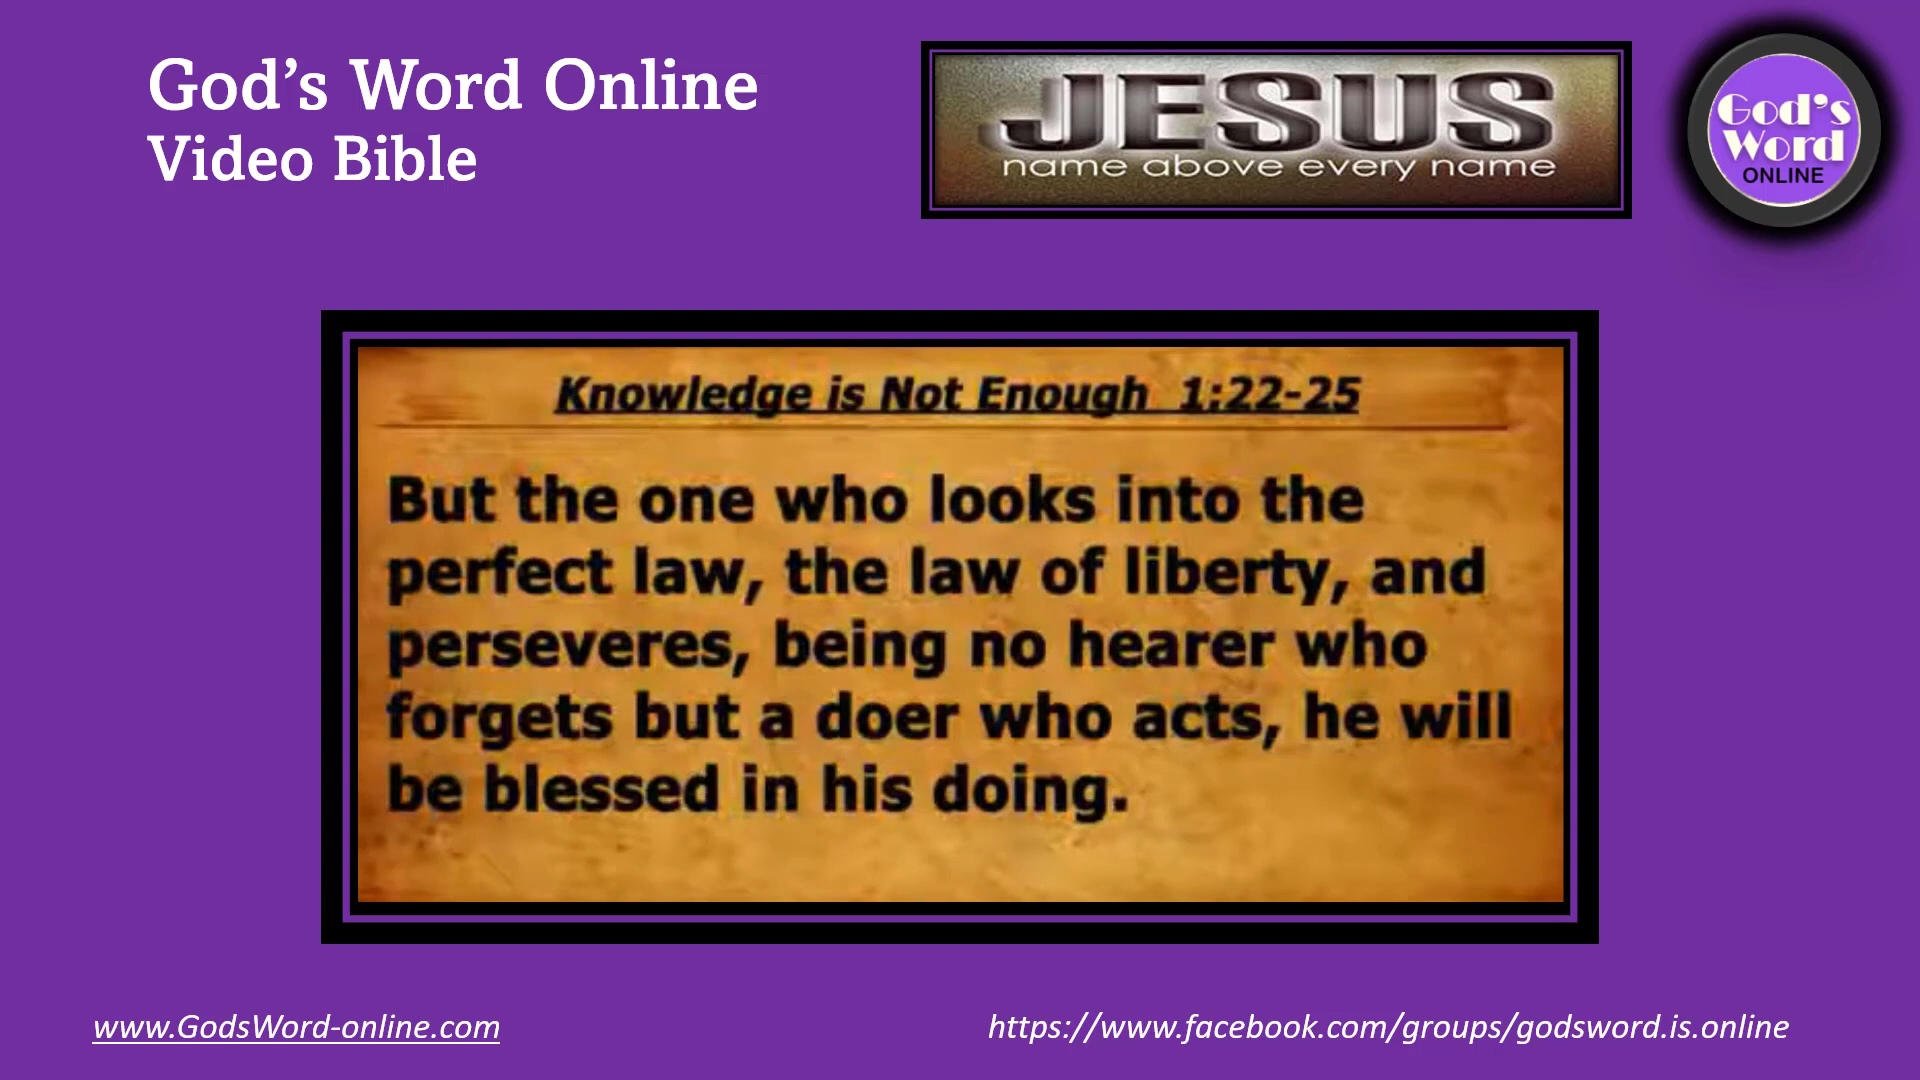 God’s Word Online
Video Bible
JESUS
name above every name
God's
Word
ONLINE
Knowledge is Not Enough 1:22-25
But the one who looks into the
perfect law, the law of liberty, and
perseveres, being no hearer who
forgets but a doer who acts, he will
be blessed in his doing.
www.GodsWord-online.com
https://www.facebook.com/groups/godsword.is.online